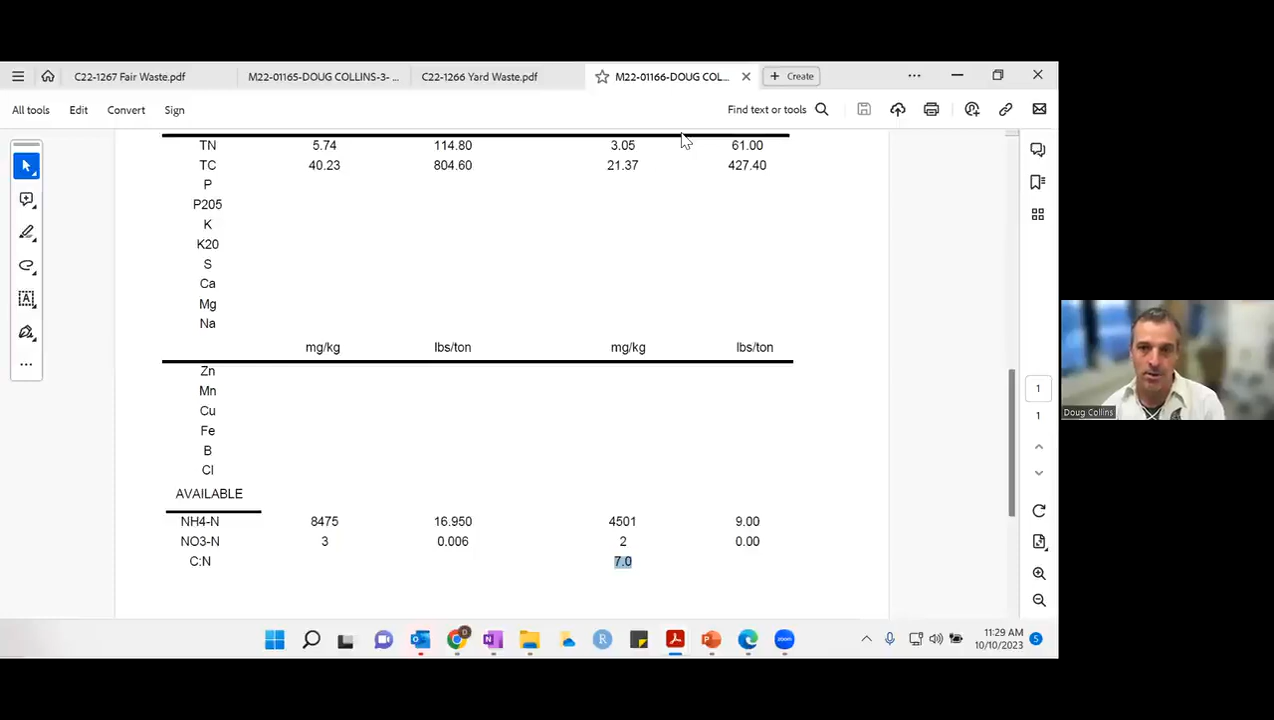 C22-1267 Fair Waste.pdf M22-01165-DOUG COLLINS-3- ... C22-1266 Yard Waste.pdf M22-01166-DOUG COL... Create
All tools Edit Convert Sign Find text or tools
TN 5.74 114.80 3.05 61.00
TC 40.23 804.60 21.37 427.40
P
P205
K
K20
S
Ca
Mg
Na
mg/kg lbs/ton mg/kg lbs/ton
Zn
Mn
Cu
Fe
B
Cl
AVAILABLE
NH4-N 8475 16.950 4501 9.00
NO3-N 3 0.006 2 0.00
C:N 7.0
1
1
Doug Collins
zoom
11:29 AM
10/10/2023
5